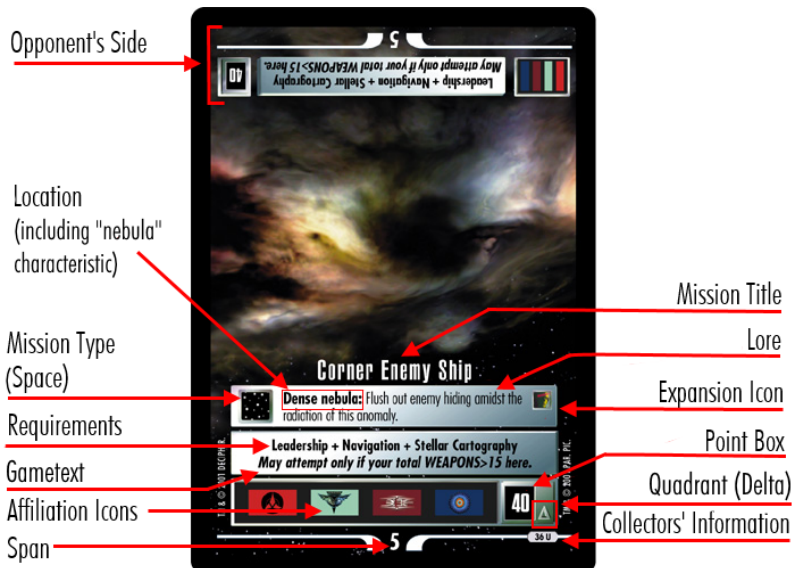 Opponent's Side
5
May attempt only if your total WEAPONS>15 here.
Leadership + Navigation + Stellar Cartography
40
Location
(including "nebula"
characteristic)
Mission Title
Lore
Mission Type
(Space)
Expansion Icon
Corner Enemy Ship
Dense nebula: Flush out enemy hiding amidst the
radiation of this anomaly.
Requirements
Leadership + Navigation + Stellar Cartography
Point Box
Gametext
May attempt only if your total WEAPONS>15 here.
Quadrant (Delta)
Affiliation Icons
40
Δ
Collectors' Information
Span
5
36 U